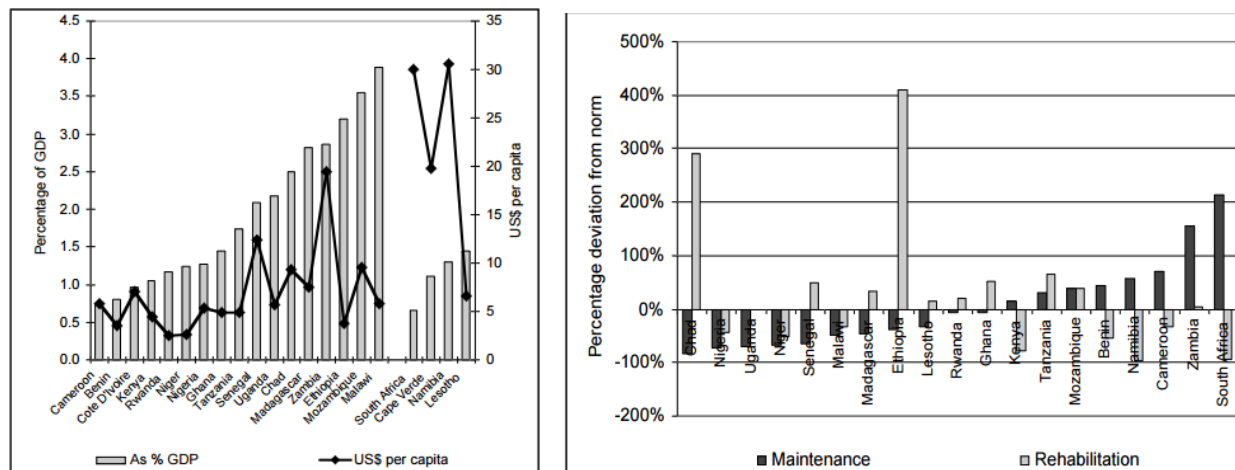 4.5
4.0
3.5
3.0
2.5
2.0
1.5
1.0
0.5
0.0
Percentage of GDP
35
30
25
20
15
10
5
0
US$ per capita
Cameroon
Benin
Cote D'Ivoire
Kenya
Rwanda
Niger
Nigeria
Ghana
Tanzania
Senegal
Uganda
Chad
Madagascar
Zambia
Ethiopia
Mozambique
Malawi
South Africa
Cape Verde
Namibia
Lesotho
As % GDP
US$ per capita
500%
400%
300%
200%
100%
0%
-100%
-200%
Percentage deviation from norm
Chad
Nigeria
Uganda
Niger
Senegal
Malawi
Madagascar
Ethiopia
Lesotho
Rwanda
Ghana
Kenya
Tanzania
Mozambique
Benin
Namibia
Cameroon
Zambia
South Africa
Maintenance
Rehabilitation